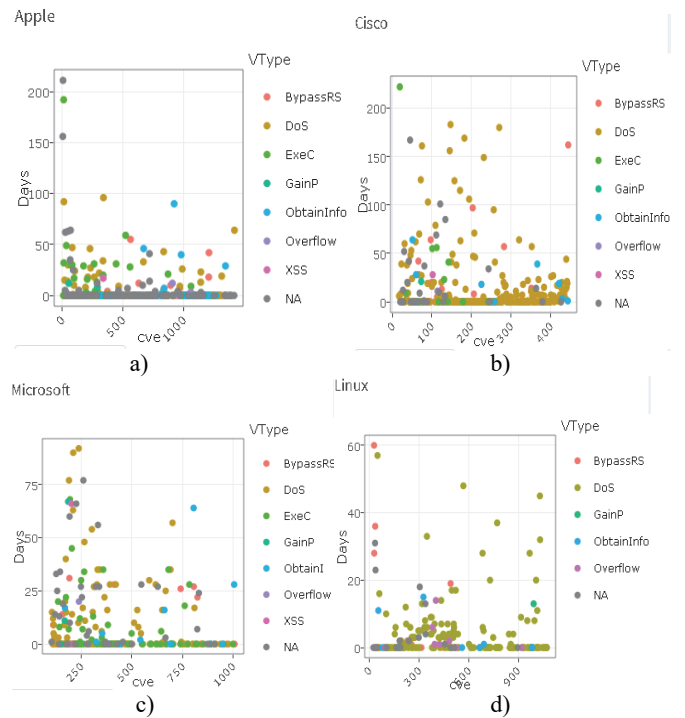 Apple
VType
BypassRS
DoS
ExeC
GainP
ObtainInfo
Overflow
XSS
NA
Days
200
150
100
50
0
0
500
1000
cve
a)
Cisco
VType
BypassRS
DoS
ExeC
GainP
ObtainInfo
Overflow
XSS
NA
Days
200
150
100
50
0
0
100
200
300
400
cve
b)
Microsoft
VType
BypassRS
DoS
ExeC
GainP
ObtainI
Overflow
XSS
NA
Days
75
50
25
0
250
500
750
1000
cve
c)
Linux
VType
BypassRS
DoS
GainP
ObtainInfo
Overflow
NA
Days
60
40
20
0
0
300
600
900
cve
d)